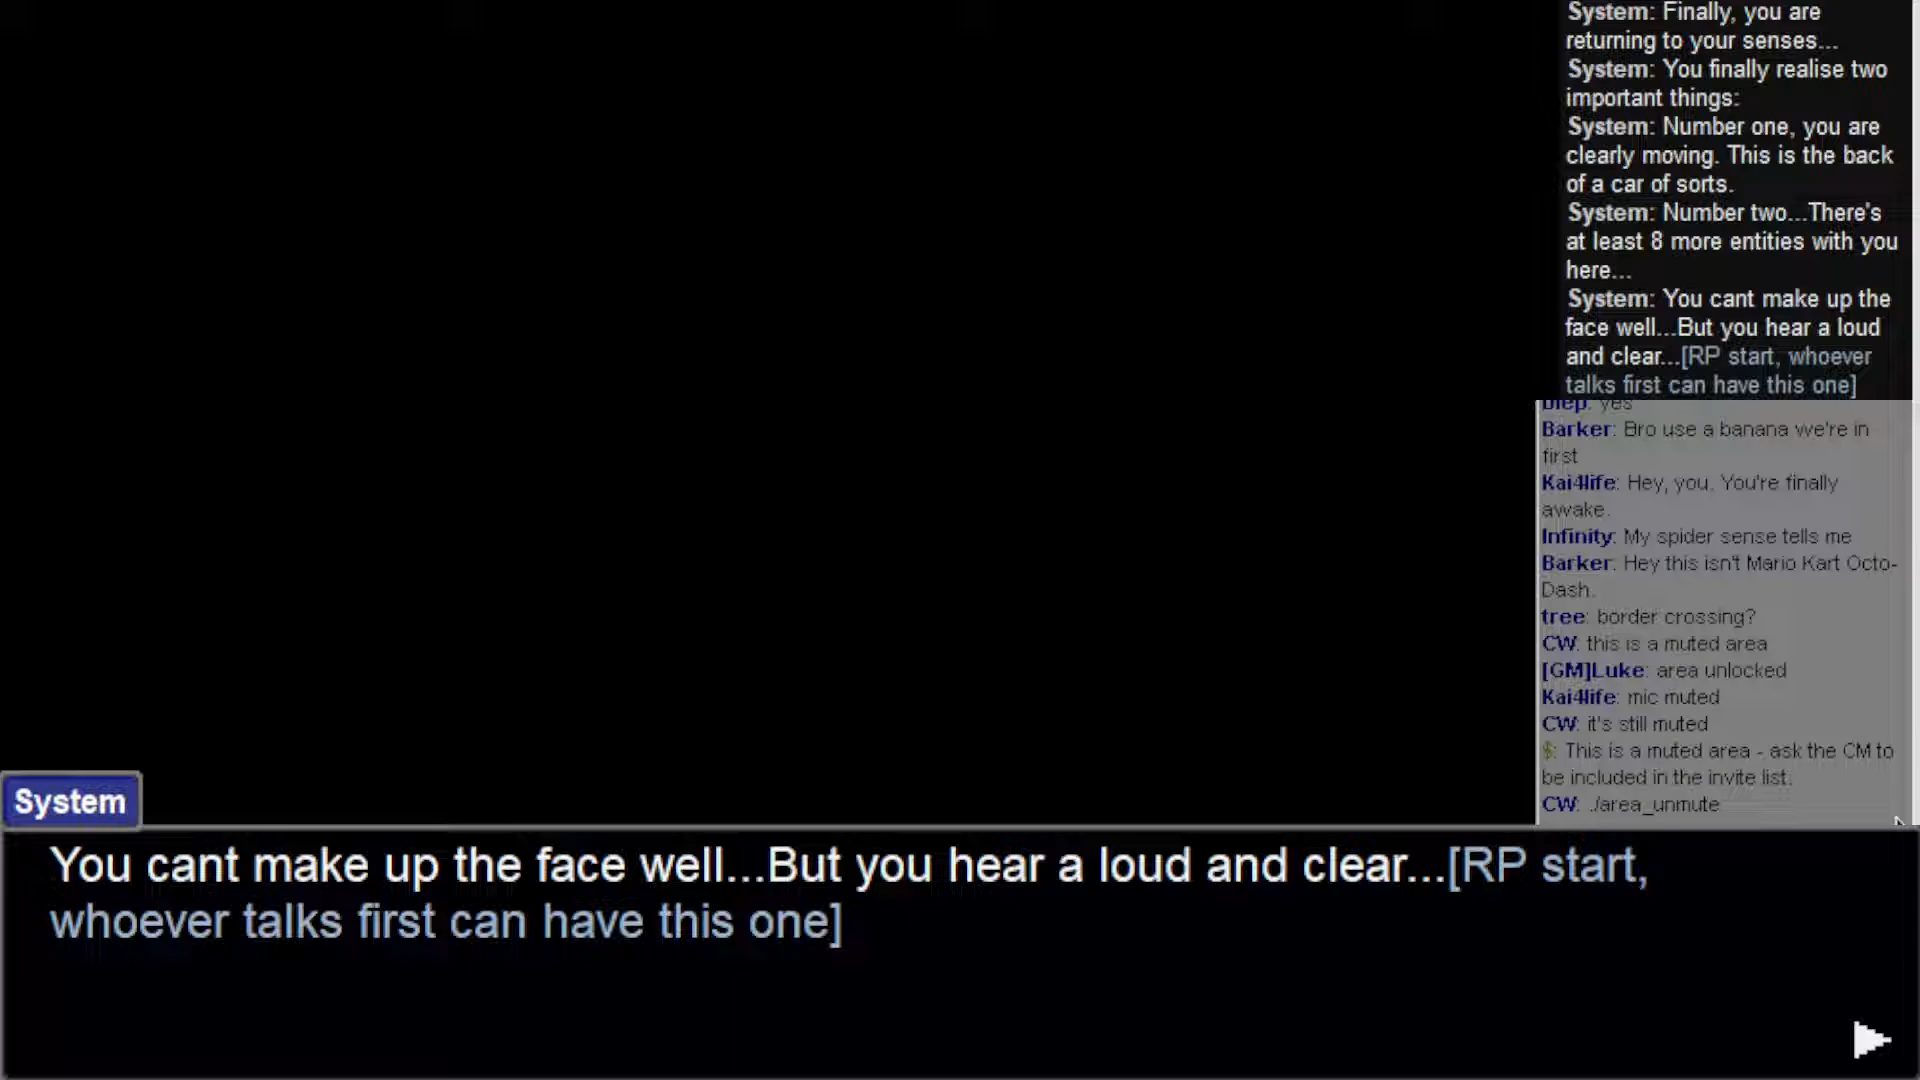 System: Finally, you are
returning to your senses...
System: You finally realise two
important things:
System: Number one, you are
clearly moving. This is the back
of a car of sorts.
System: Number two...There's
at least 8 more entities with you
here...
System: You cant make up the
face well...But you hear a loud
and clear...[RP start, whoever
talks first can have this one]
yes
Barker: Bro use a banana we're in
first
Kai4life: Hey, you. You're finally
awake.
Infinity: My spider sense tells me
Barker: Hey this isn't Mario Kart Octo-
Dash.
tree: border crossing?
CW: this is a muted area
[GM]Luke: area unlocked
Kai4life: mic muted
CW: it's still muted
$: This is a muted area - ask the CM to
be included in the invite list.
CW: ./area_unmute
System
You cant make up the face well...But you hear a loud and clear...[RP start,
whoever talks first can have this one]